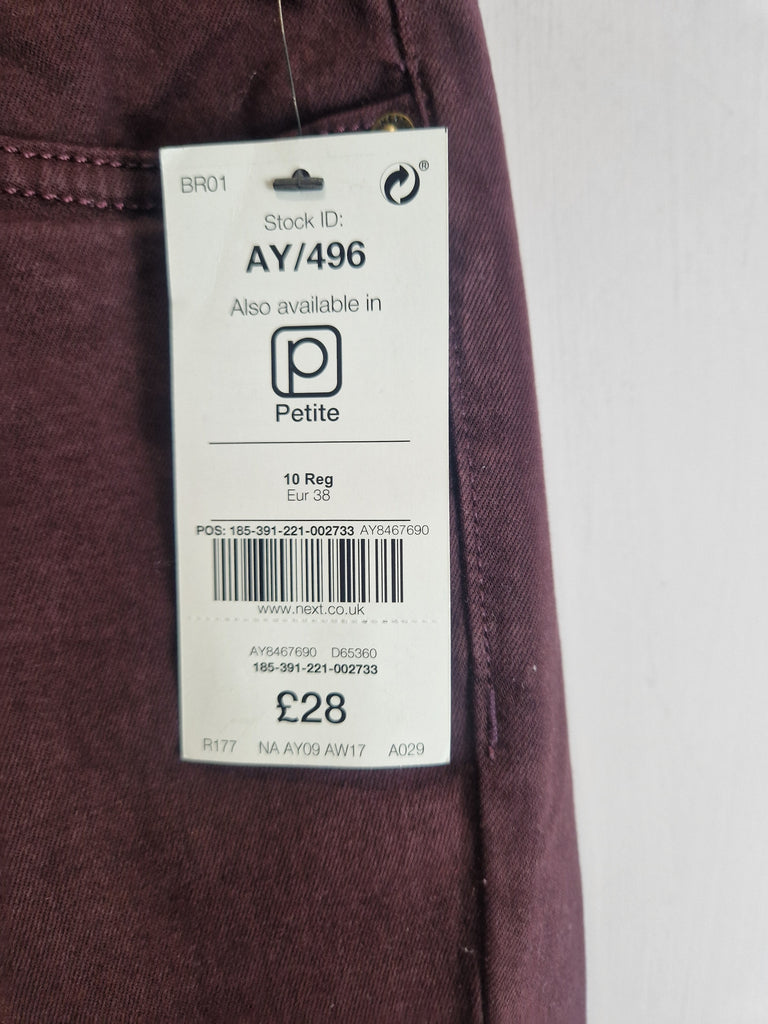 BR01
®
Stock ID:
AY/496
Also available in
p
Petite
10 Reg
Eur 38
POS: 185-391-221-002733 AY8467690
www.next.co.uk
AY8467690 D65360
185-391-221-002733
£28
R177 NA AY09 AW17 A029